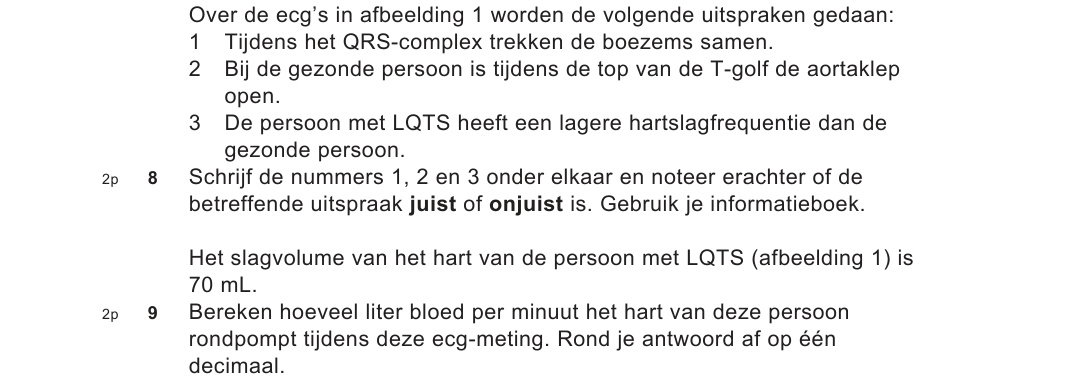 Over de ecg's in afbeelding 1 worden de volgende uitspraken gedaan:
1 Tijdens het QRS-complex trekken de boezems samen.
2 Bij de gezonde persoon is tijdens de top van de T-golf de aortaklep
open.
3 De persoon met LQTS heeft een lagere hartslagfrequentie dan de
gezonde persoon.
2p 8 Schrijf de nummers 1, 2 en 3 onder elkaar en noteer erachter of de
betreffende uitspraak juist of onjuist is. Gebruik je informatieboek.
Het slagvolume van het hart van de persoon met LQTS (afbeelding 1) is
70 mL.
2p 9 Bereken hoeveel liter bloed per minuut het hart van deze persoon
rondpompt tijdens deze ecg-meting. Rond je antwoord af op één
decimaal.